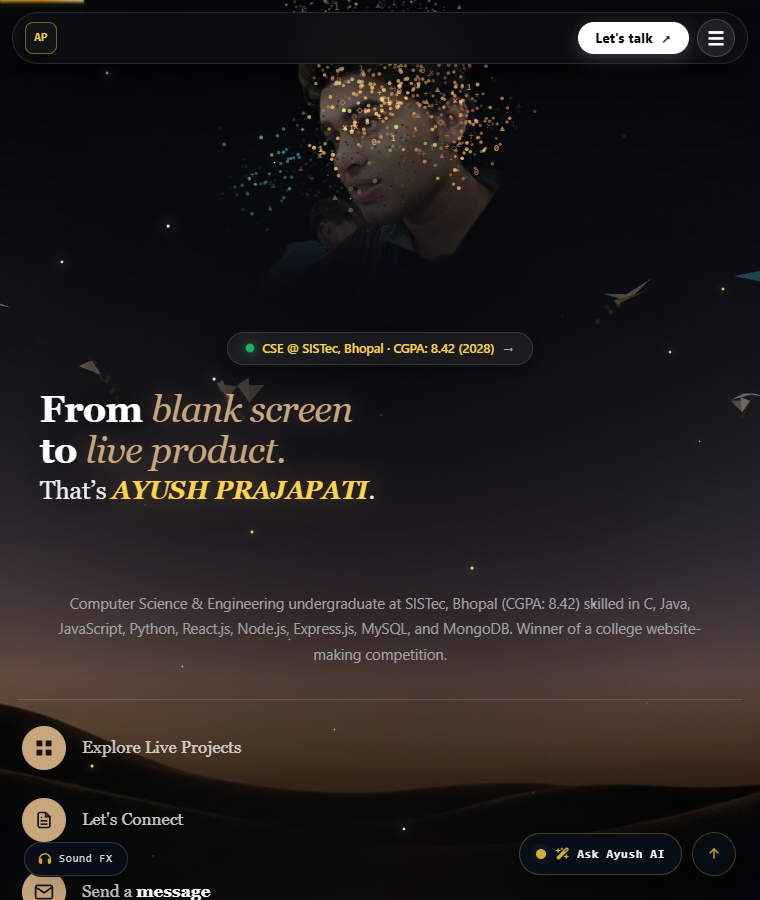 AP
Let's talk ↗
CSE @ SISTec, Bhopal · CGPA: 8.42 (2028) →
From blank screen
to live product.
That's AYUSH PRAJAPATI.
Computer Science & Engineering undergraduate at SISTec, Bhopal (CGPA: 8.42) skilled in C, Java,
JavaScript, Python, React.js, Node.js, Express.js, MySQL, and MongoDB. Winner of a college website-
making competition.
Explore Live Projects
Let's Connect
Sound FX
Ask Ayush AI
Send a message